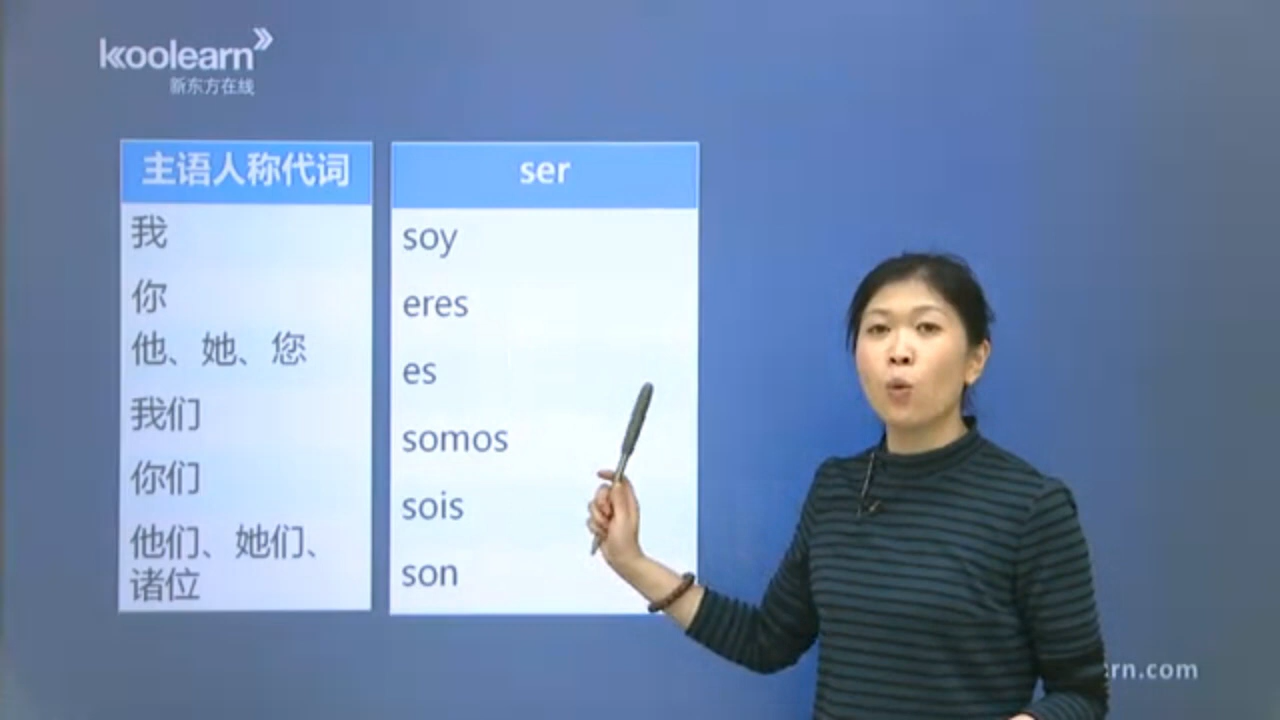 koolearn
新东方在线
主语人称代词
我
你
他、她、您
我们
你们
他们、她们、
诸位
ser
soy
eres
es
somos
sois
son
rn.com